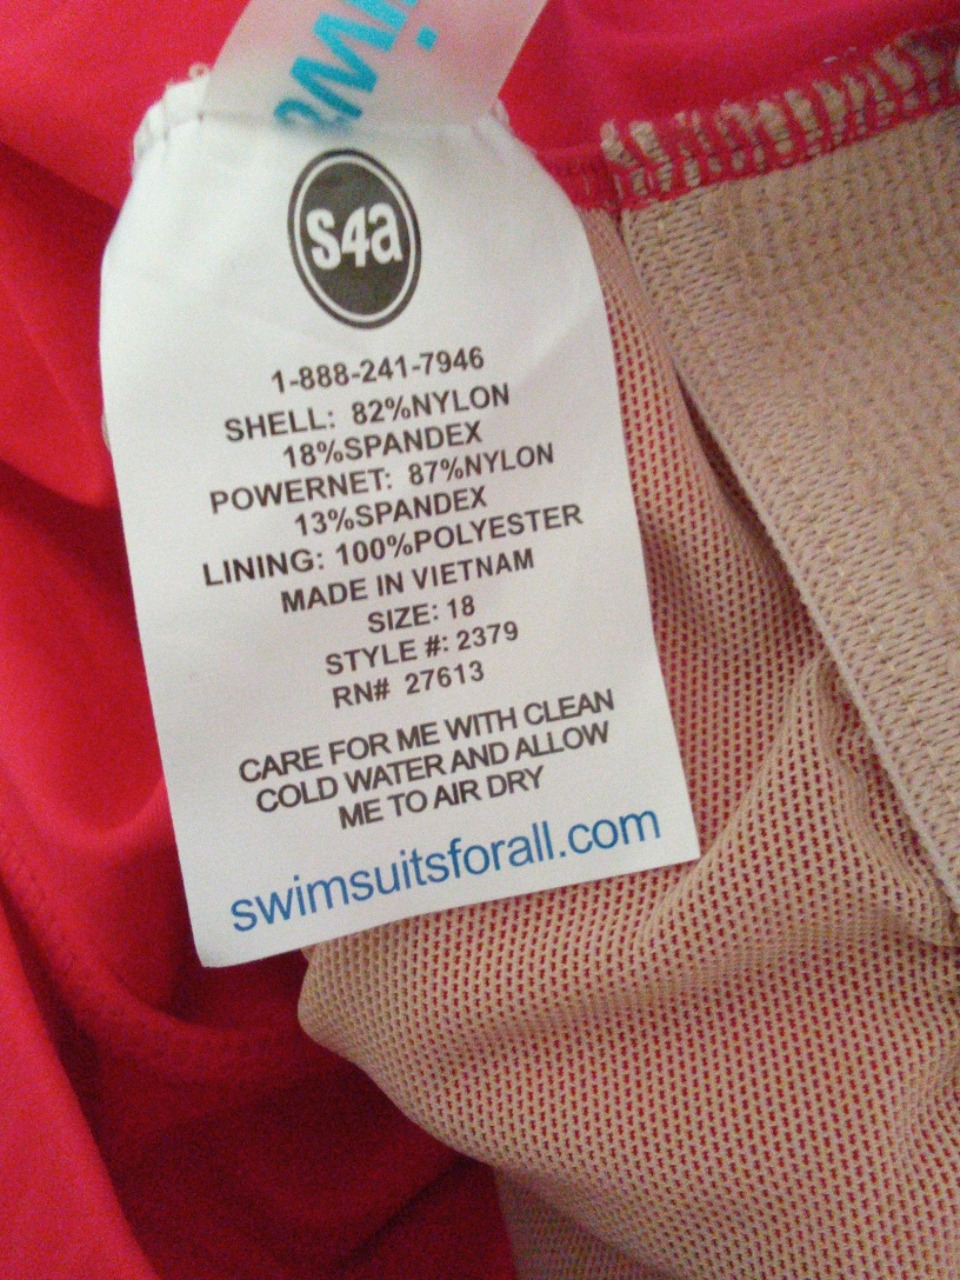 s4a
1-888-241-7946
SHELL: 82%NYLON
18%SPANDEX
POWERNET: 87%NYLON
13%SPANDEX
LINING: 100%POLYESTER
MADE IN VIETNAM
SIZE: 18
STYLE #: 2379
RN# 27613
CARE FOR ME WITH CLEAN
COLD WATER AND ALLOW
ME TO AIR DRY
swimsuitsforall.com